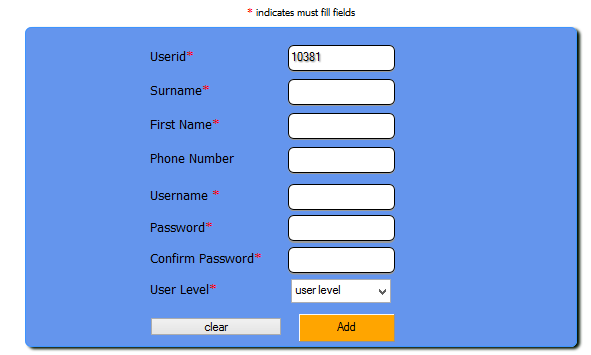 * indicates must fill fields
Userid* 10381
Surname*
First Name*
Phone Number
Username *
Password*
Confirm Password*
User Level* user level
clear Add